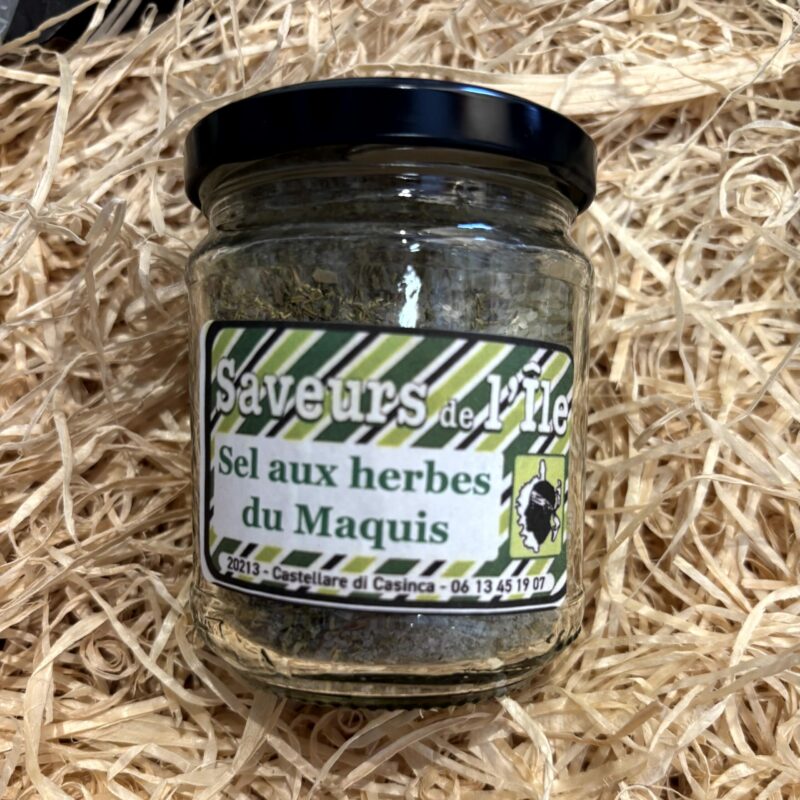 Saveurs de l'Île
Sel aux herbes
du Maquis
20213 - Castellare di Casinca - 06 13 45 19 07